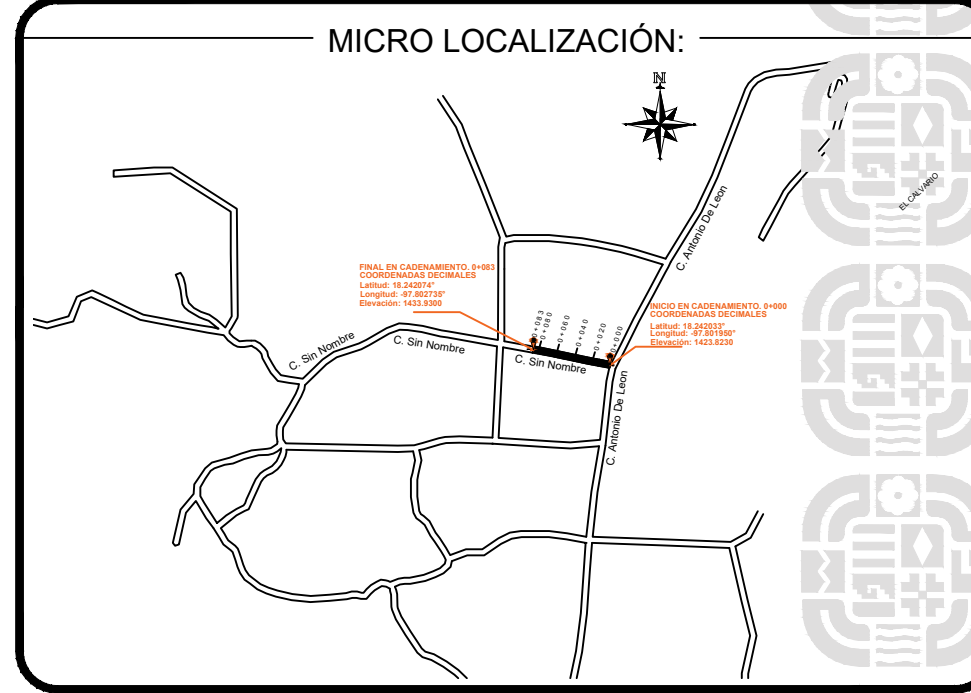 MICRO LOCALIZACIÓN:
N
EL CALVARIO
C. Antonio De Leon
FINAL EN CADENAMIENTO. 0+083
COORDENADAS DECIMALES
Latitud: 18.242074°
Longitud: -97.802735°
Elevación: 1433.9300
INICIO EN CADENAMIENTO. 0+000
COORDENADAS DECIMALES
Latitud: 18.242033°
Longitud: -97.801950°
Elevación: 1423.8230
0+083
0+080
0+060
0+040
0+020
0+000
C. Sin Nombre
C. Sin Nombre
C. Sin Nombre
C. Antonio De Leon